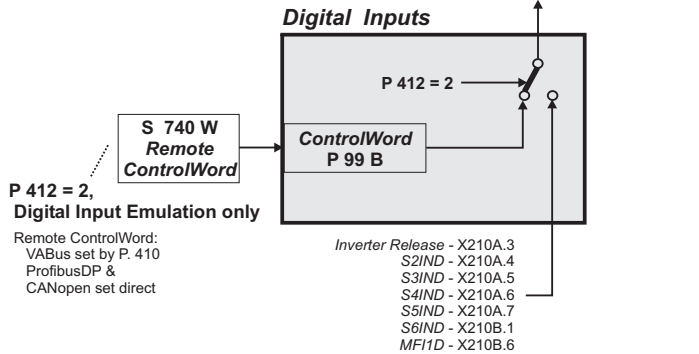 Digital Inputs
P 412 = 2
S 740 W
Remote
ControlWord
ControlWord
P 99 B
P 412 = 2,
Digital Input Emulation only
Remote ControlWord:
VABus set by P. 410
ProfibusDP &
CANopen set direct
Inverter Release - X210A.3
S2IND - X210A.4
S3IND - X210A.5
S4IND - X210A.6
S5IND - X210A.7
S6IND - X210B.1
MFI1D - X210B.6